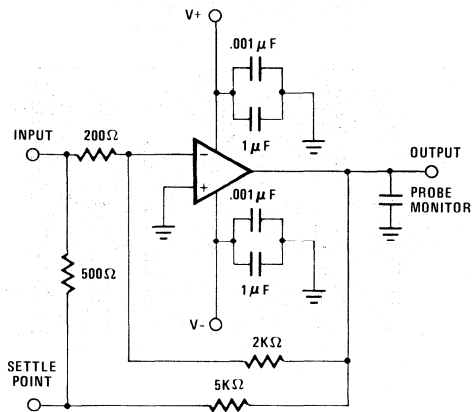 V+
.001 μF
1 μF
INPUT
200Ω
−
+
OUTPUT
PROBE
MONITOR
.001 μF
1 μF
500Ω
V-
2KΩ
SETTLE
POINT
5KΩ